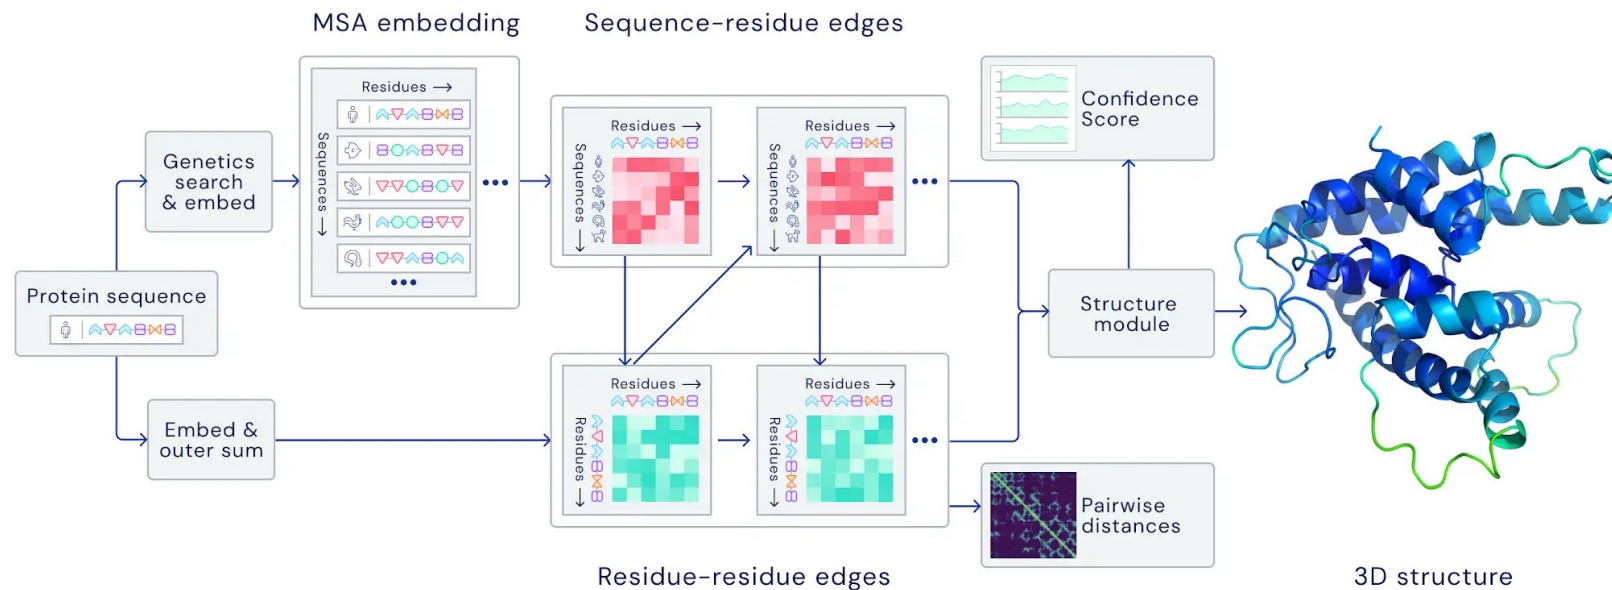 MSA embedding
Sequence-residue edges
Residues →
Sequences →
Genetics
search
& embed
Protein sequence
Embed &
outer sum
Residues →
Sequences →
Residues →
Sequences →
Residues →
Residues →
Residues →
Residues →
Confidence
Score
Structure
module
Pairwise
distances
Residue-residue edges
3D structure